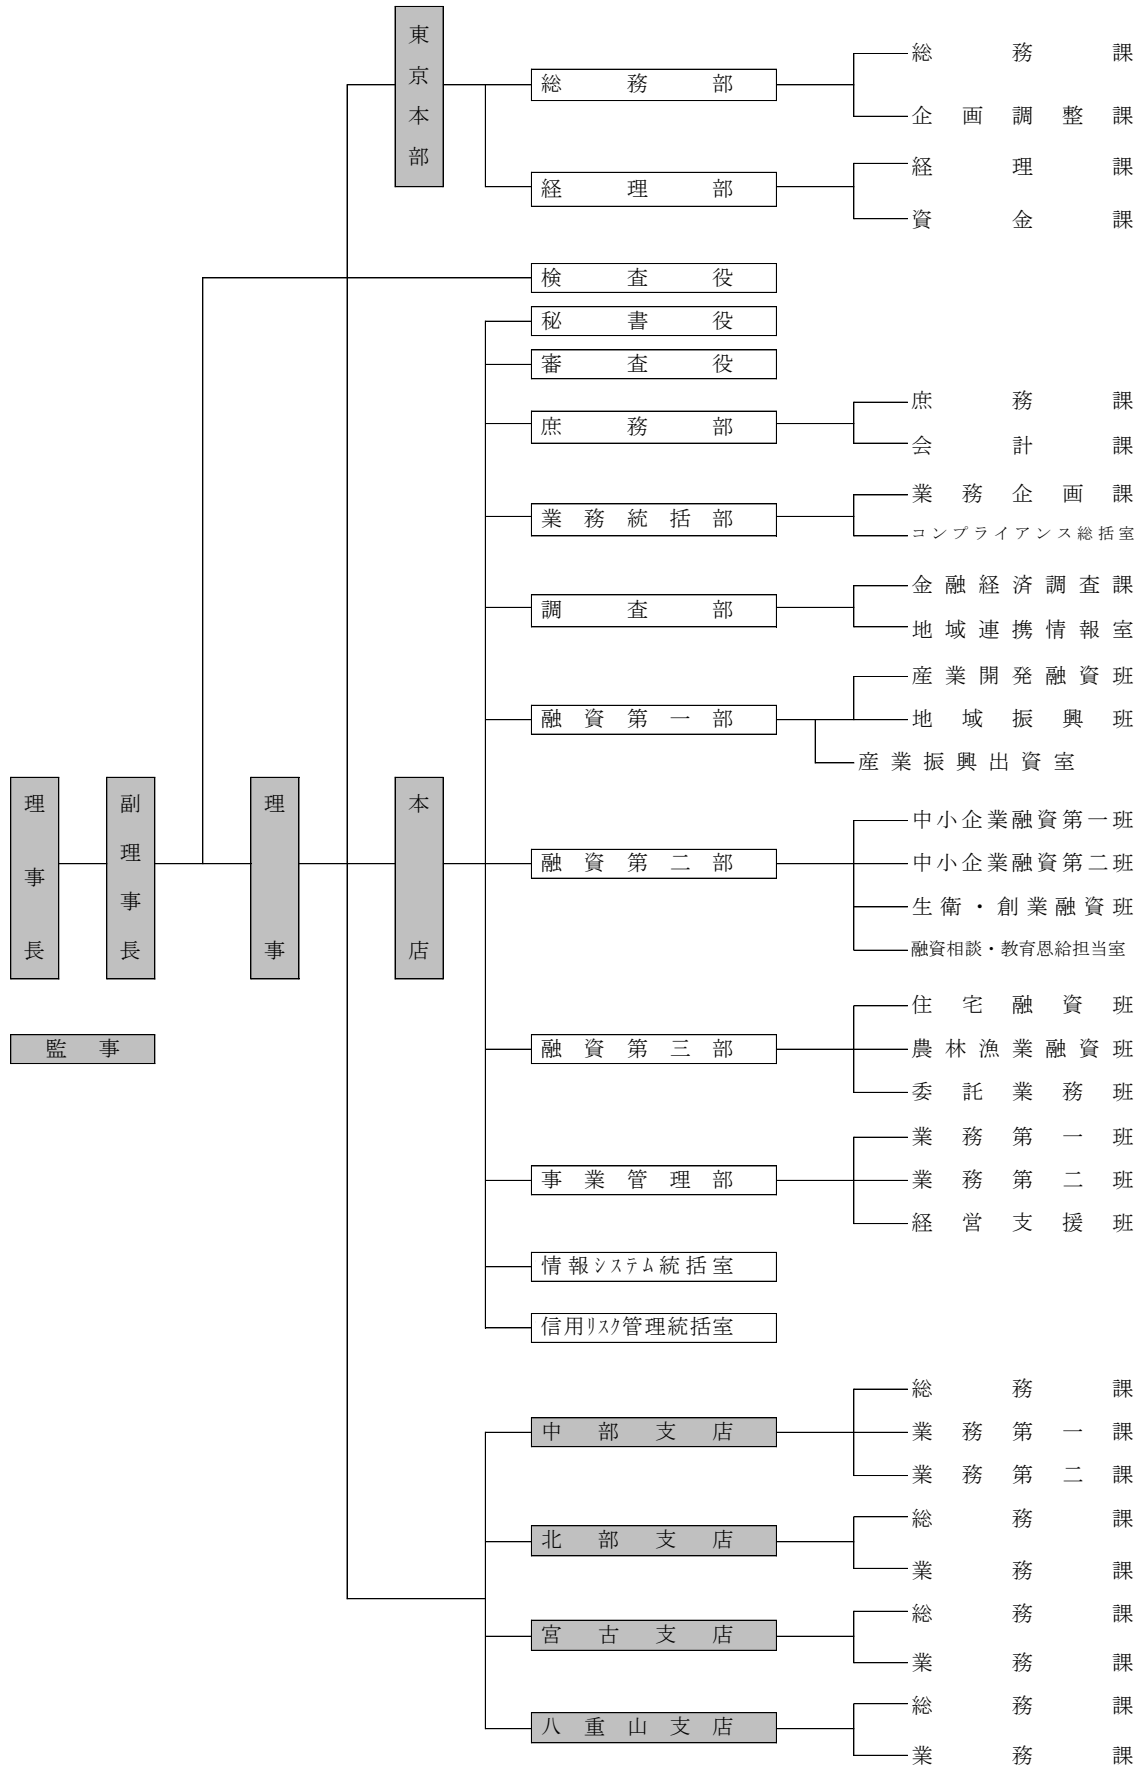 東京本部
総務部
総務課
企画調整課
経理部
経理課
資金課
検査役
秘書役
審査役
庶務部
庶務課
会計課
業務統括部
業務企画課
コンプライアンス総括室
調査部
金融経済調査課
地域連携情報室
融資第一部
産業開発融資班
地域振興班
産業振興出資室
理事長
副理事長
理事
本店
融資第二部
中小企業融資第一班
中小企業融資第二班
生衛・創業融資班
融資相談・教育恩給担当室
監事
融資第三部
住宅融資班
農林漁業融資班
委託業務班
事業管理部
業務第一班
業務第二班
経営支援班
情報システム統括室
信用リスク管理統括室
中部支店
総務課
業務第一課
業務第二課
北部支店
総務課
業務課
宮古支店
総務課
業務課
八重山支店
総務課
業務課